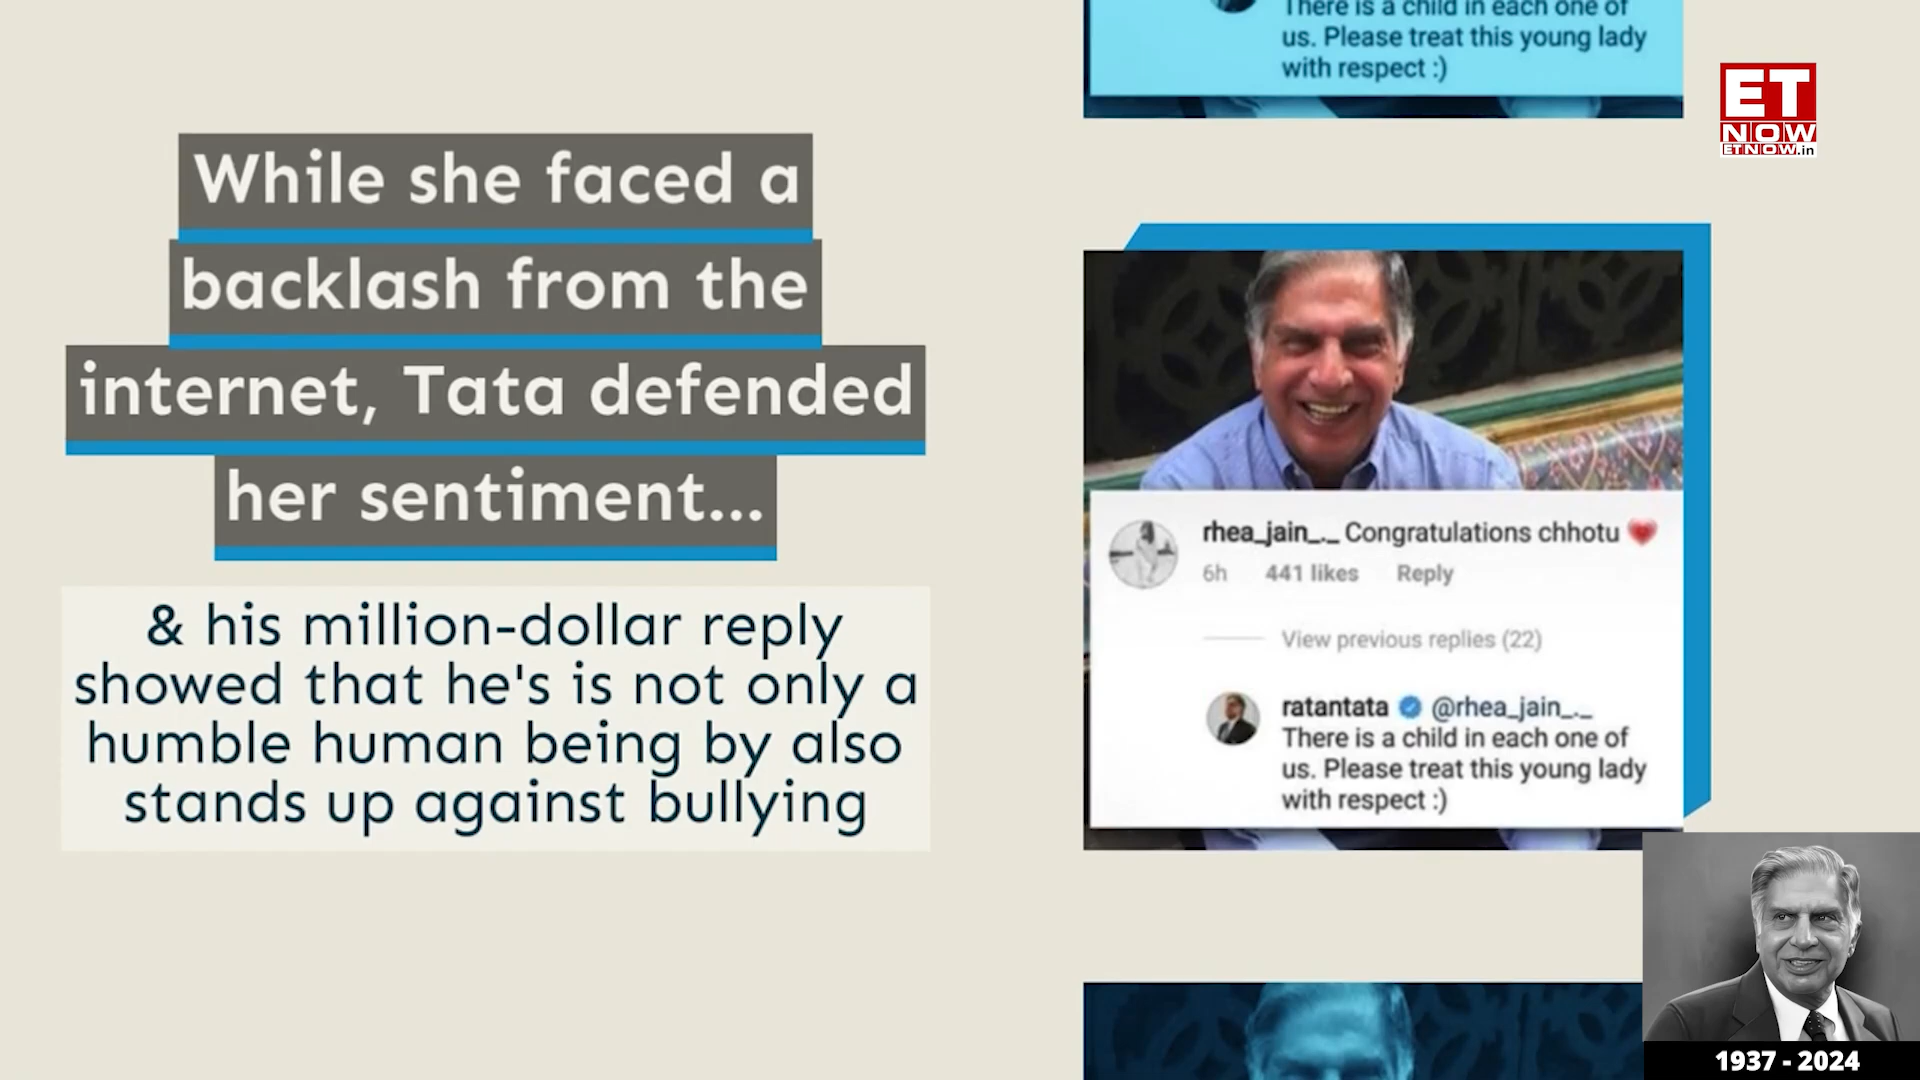 There is a child in each one of
us. Please treat this young lady
with respect :)
ET
NOW
ETNOW.in
While she faced a
backlash from the
internet, Tata defended
her sentiment...
& his million-dollar reply
showed that he's is not only a
humble human being by also
stands up against bullying
rhea_jain_._ Congratulations chhotu ❤️
6h 441 likes Reply
View previous replies (22)
ratantata @rhea_jain_._
There is a child in each one of
us. Please treat this young lady
with respect :)
1937 - 2024